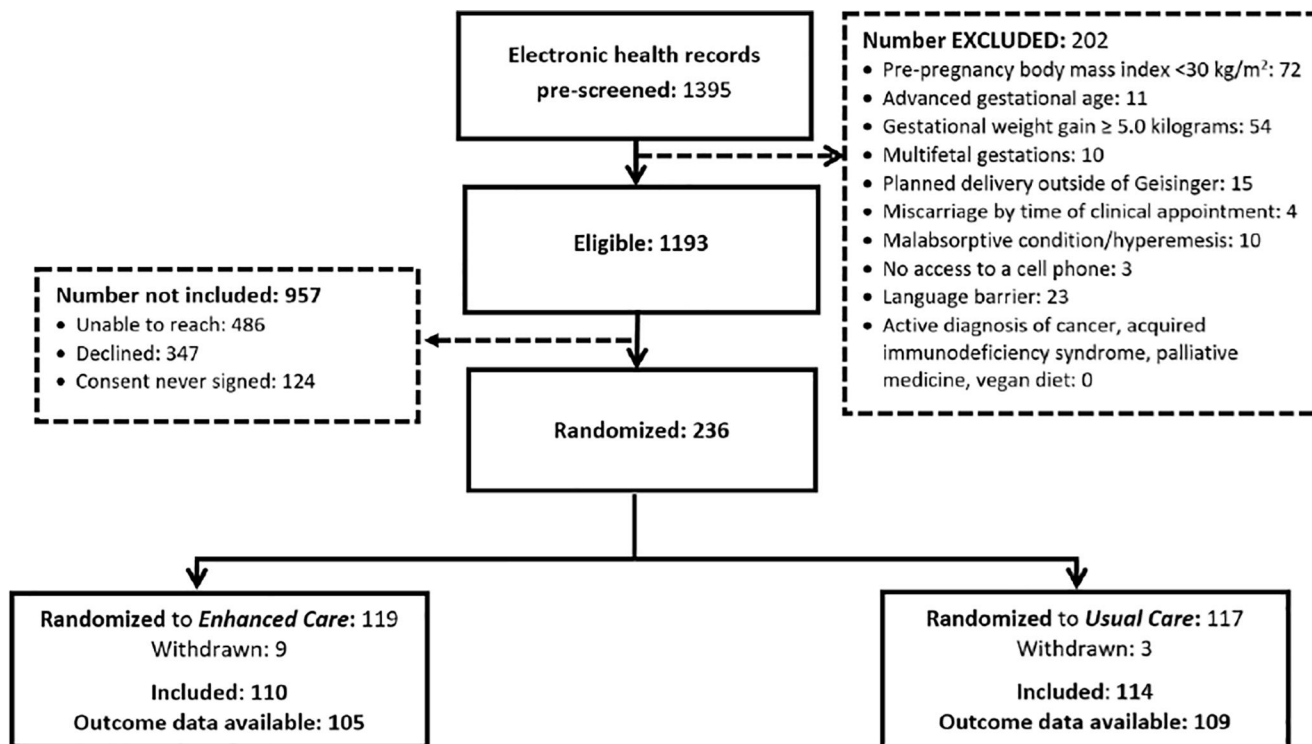 Electronic health records
pre-screened: 1395
Number EXCLUDED: 202
• Pre-pregnancy body mass index <30 kg/m²: 72
• Advanced gestational age: 11
• Gestational weight gain ≥ 5.0 kilograms: 54
• Multifetal gestations: 10
• Planned delivery outside of Geisinger: 15
• Miscarriage by time of clinical appointment: 4
• Malabsorptive condition/hyperemesis: 10
• No access to a cell phone: 3
• Language barrier: 23
• Active diagnosis of cancer, acquired
immunodeficiency syndrome, palliative
medicine, vegan diet: 0
Eligible: 1193
Number not included: 957
• Unable to reach: 486
• Declined: 347
• Consent never signed: 124
Randomized: 236
Randomized to Enhanced Care: 119
Withdrawn: 9
Included: 110
Outcome data available: 105
Randomized to Usual Care: 117
Withdrawn: 3
Included: 114
Outcome data available: 109